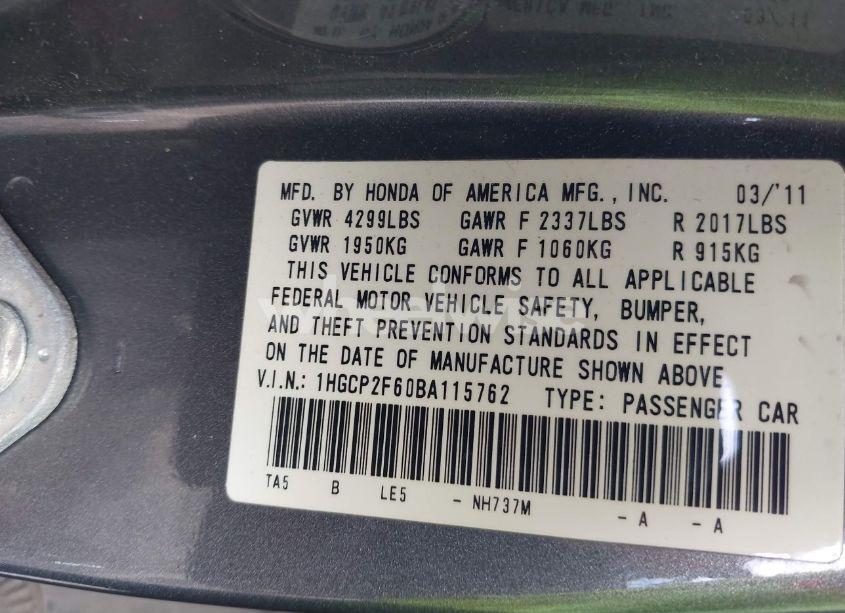 MFD. BY HONDA OF AMERICA MFG., INC. 03/'11
GVWR 4299LBS GAWR F 2337LBS R 2017LBS
GVWR 1950KG GAWR F 1060KG R 915KG
THIS VEHICLE CONFORMS TO ALL APPLICABLE
FEDERAL MOTOR VEHICLE SAFETY, BUMPER,
AND THEFT PREVENTION STANDARDS IN EFFECT
ON THE DATE OF MANUFACTURE SHOWN ABOVE
V.I.N.: 1HGCP2F60BA115762 TYPE: PASSENGER CAR
TA5 B LE5 - NH737M - A - A